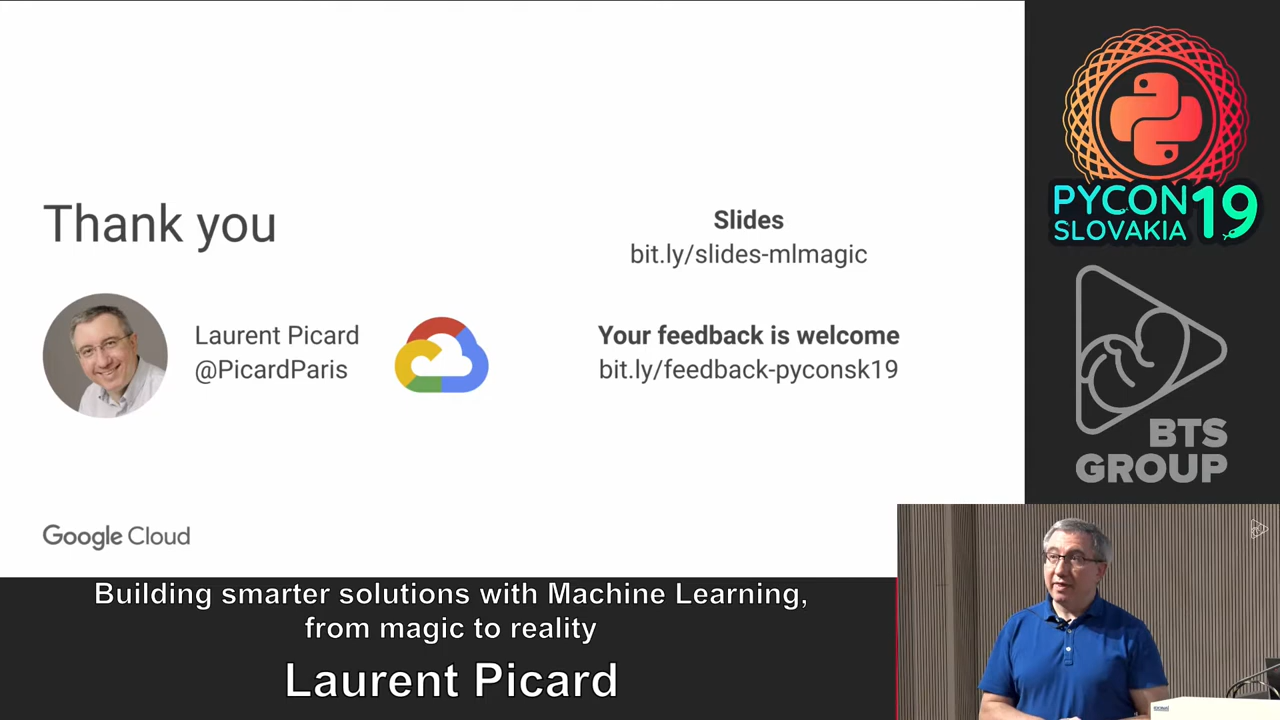 Thank you
Laurent Picard
@PicardParis
Slides
bit.ly/slides-mlmagic
Your feedback is welcome
bit.ly/feedback-pyconsk19
Google Cloud
PYCON 19
SLOVAKIA
BTS
GROUP
Building smarter solutions with Machine Learning,
from magic to reality
Laurent Picard